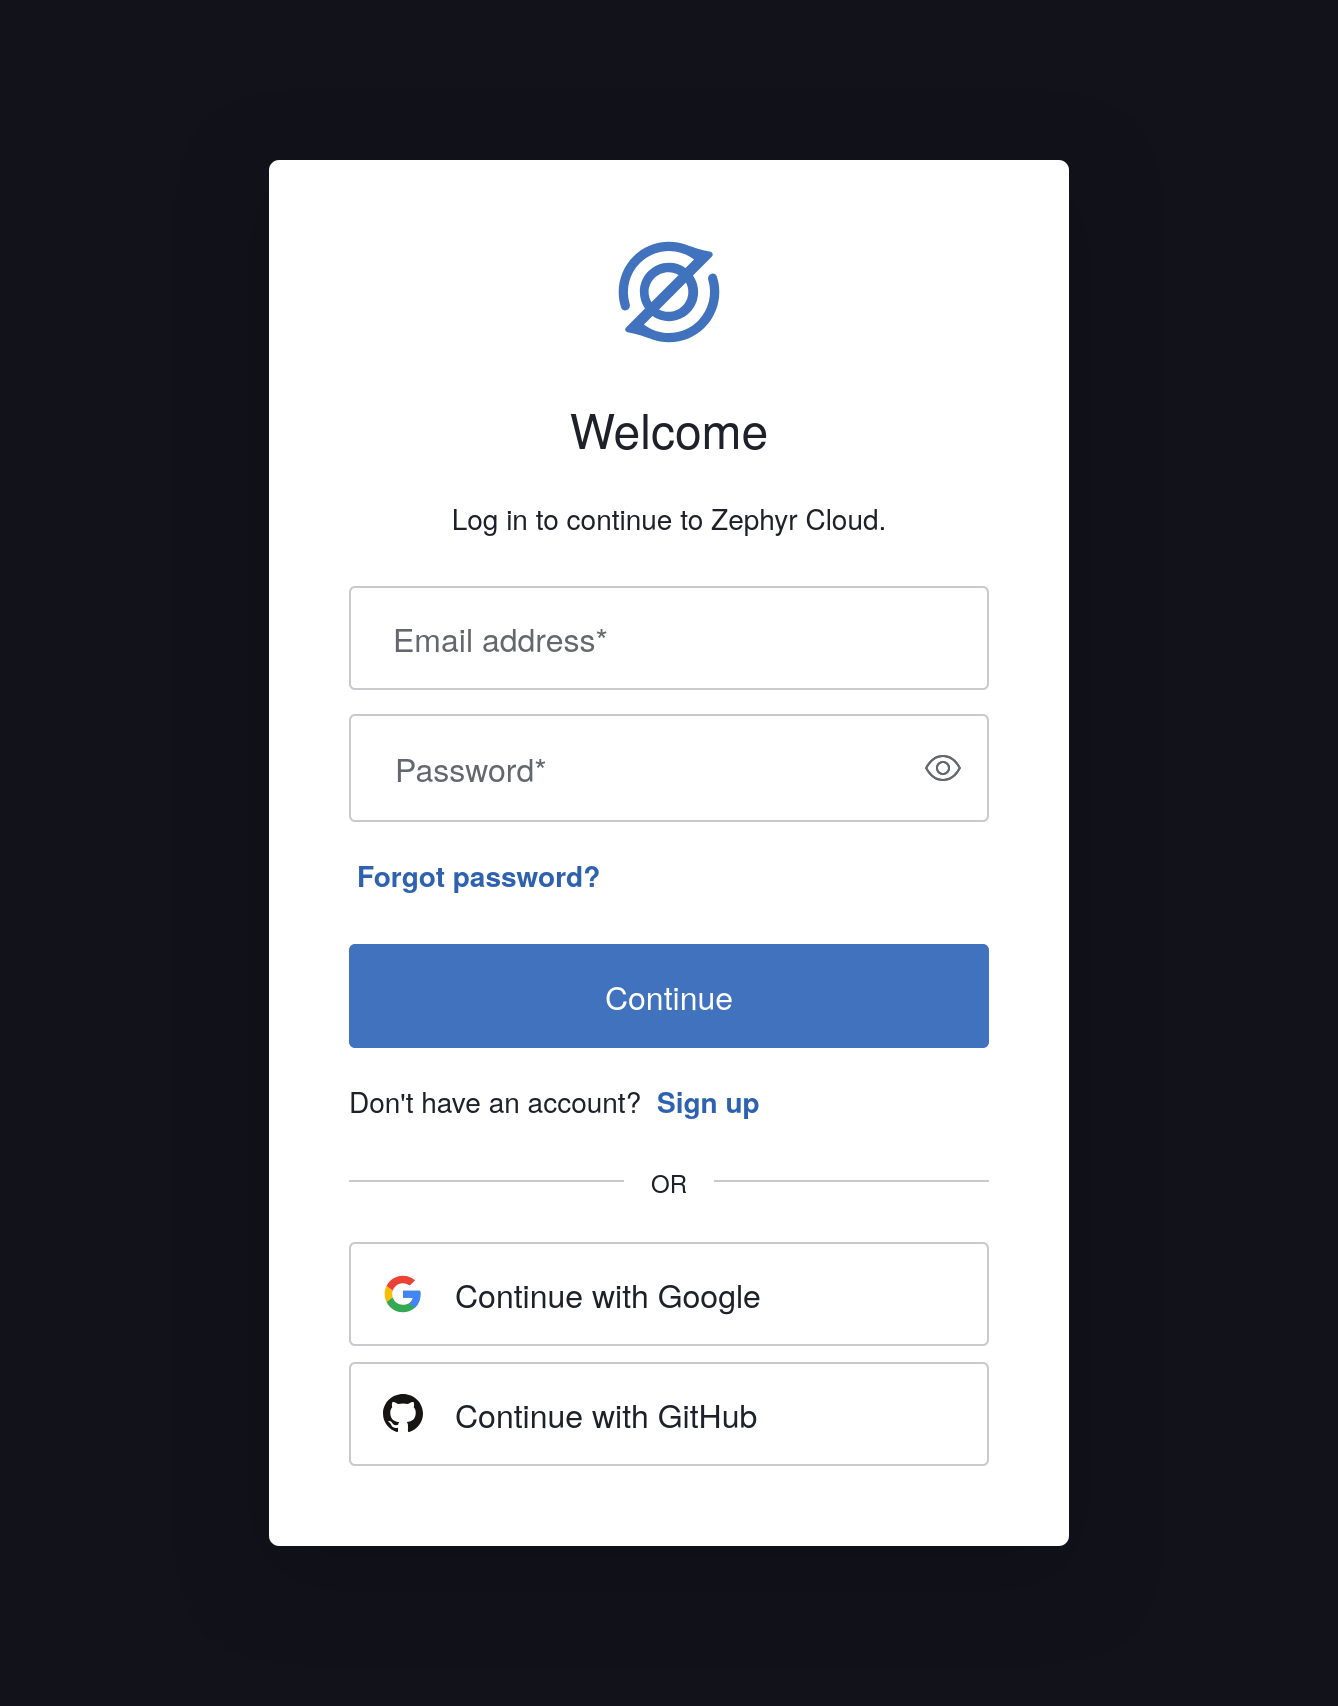 Welcome
Log in to continue to Zephyr Cloud.
Email address*
Password*
Forgot password?
Continue
Don't have an account? Sign up
OR
Continue with Google
Continue with GitHub